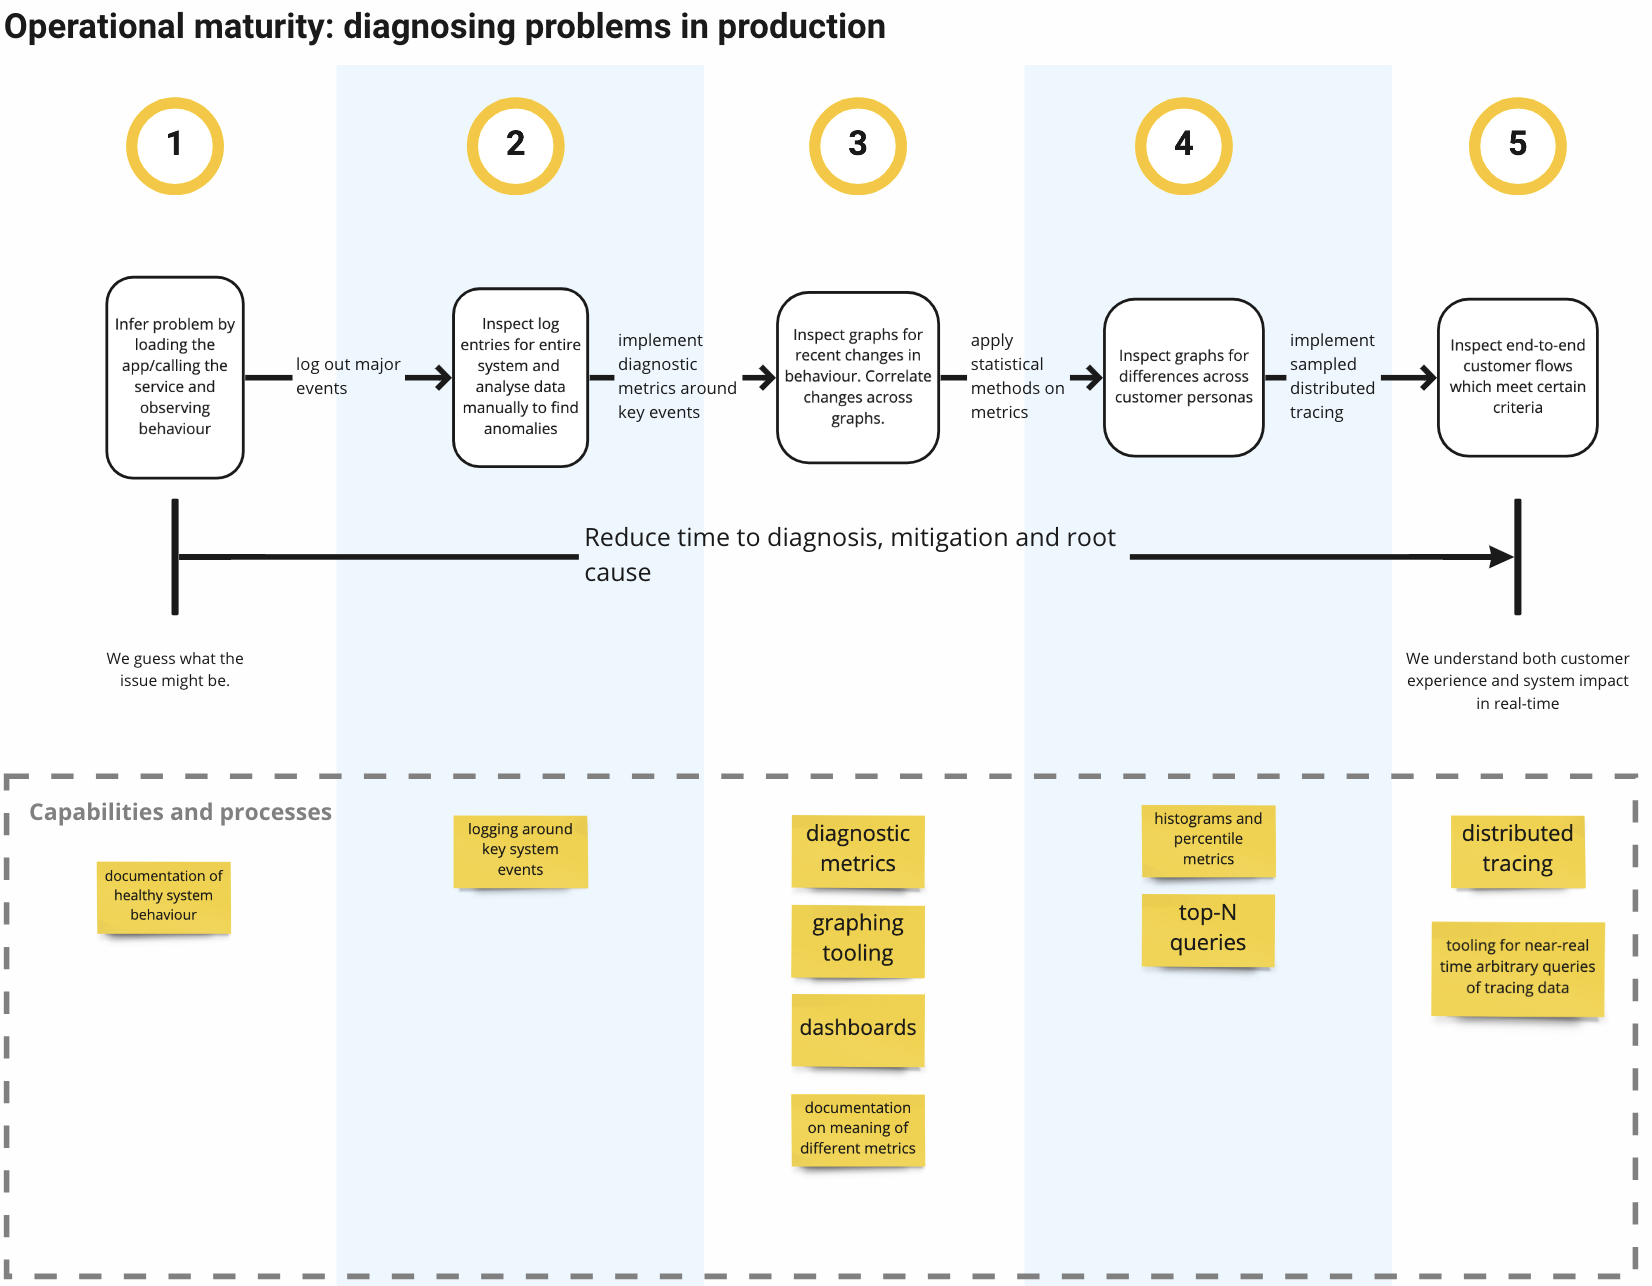 Operational maturity: diagnosing problems in production
1
2
3
4
5
Infer problem by
loading the
app/calling the
service and
observing
behaviour
log out major
events
Inspect log
entries for entire
system and
analyse data
manually to find
anomalies
implement
diagnostic
metrics around
key events
Inspect graphs for
recent changes in
behaviour. Correlate
changes across
graphs.
apply
statistical
methods on
metrics
Inspect graphs for
differences across
customer personas
implement
sampled
distributed
tracing
Inspect end-to-end
customer flows
which meet certain
criteria
Reduce time to diagnosis, mitigation and root
cause
We guess what the
issue might be.
We understand both customer
experience and system impact
in real-time
Capabilities and processes
documentation of
healthy system
behaviour
logging around
key system
events
diagnostic
metrics
graphing
tooling
dashboards
documentation
on meaning of
different metrics
histograms and
percentile
metrics
top-N
queries
distributed
tracing
tooling for near-real
time arbitrary queries
of tracing data